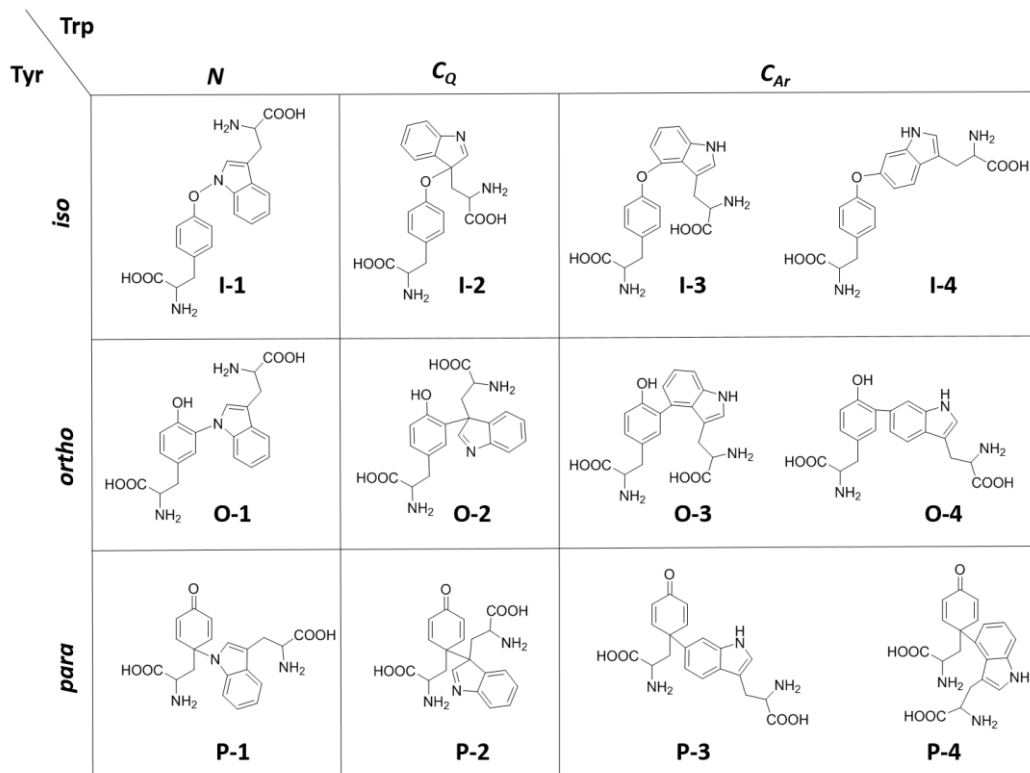 Trp
Tyr
N
C_Q
C_Ar
iso
H₂N COOH
N
O
HOOC
NH₂
I-1
N
O
NH₂
COOH
HOOC
NH₂
I-2
NH
O
NH₂
HOOC
HOOC
NH₂
I-3
HN
NH₂
COOH
O
HOOC
NH₂
I-4
ortho
H₂N COOH
OH
N
HOOC
NH₂
O-1
HOOC
NH₂
HO
N
HOOC
NH₂
O-2
OH
NH
HOOC
NH₂
HOOC
NH₂
O-3
OH
H
N
HOOC
NH₂
NH₂
COOH
O-4
para
O
COOH
HOOC
N
NH₂
NH₂
P-1
O
COOH
NH₂
HOOC
NH₂
N
P-2
O
H
N
HOOC
NH₂
NH₂
COOH
P-3
O
HOOC
NH₂
NH
HOOC
NH₂
P-4